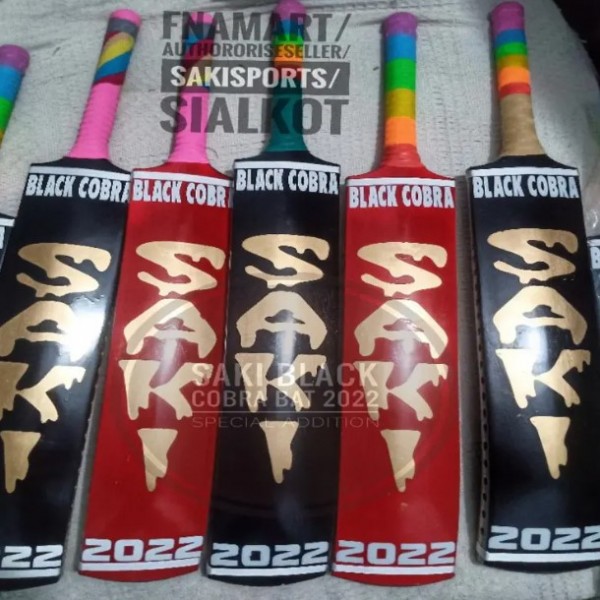 FNAMART/
AUTHORORISESELLER/
SAKISPORTS/
SIALKOT
BLACK COBRA
BLACK COBRA
BLACK COBRA
BLACK COBRA
BLACK COBRA
SAKI
SAKI
SAKI
SAKI
SAKI
SAKI BLACK
COBRA BAT 2022
SPECIAL ADDITION
22
2022
2022
2022
2022